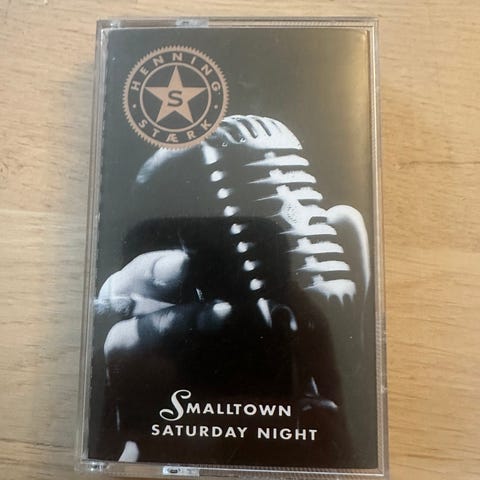 HENNING
S
STÆRK
SMALLTOWN
SATURDAY NIGHT